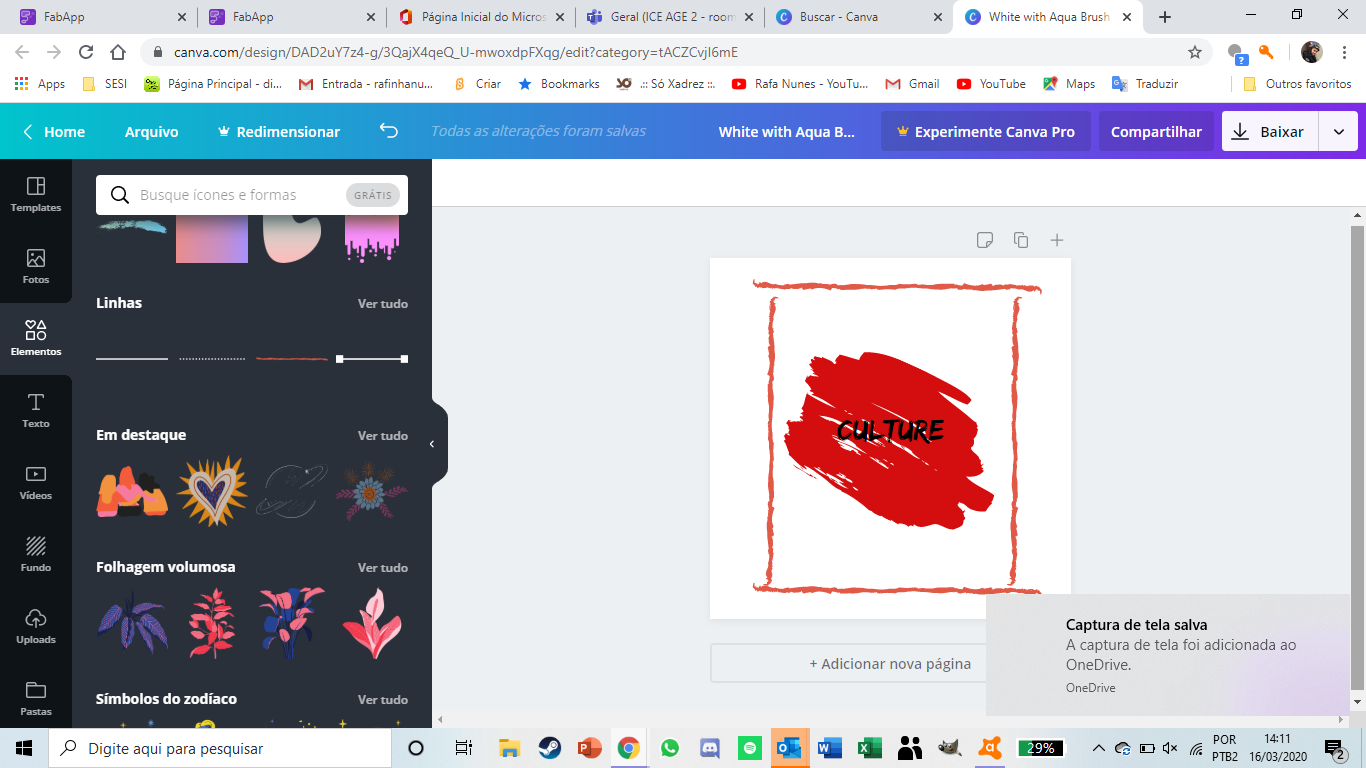 FabApp
FabApp
Página Inicial do Micros
Geral (ICE AGE 2 - room
Buscar - Canva
White with Aqua Brush
canva.com/design/DAD2uY7z4-g/3QajX4qeQ_U-mwoxdpFXqg/edit?category=tACZCvjI6mE
Apps
SESI
Página Principal - di...
Entrada - rafinhanu...
Criar
Bookmarks
.:: Só Xadrez ::.
Rafa Nunes - YouTu...
Gmail
YouTube
Maps
Traduzir
Outros favoritos
Home
Arquivo
Redimensionar
Todas as alterações foram salvas
White with Aqua B...
Experimente Canva Pro
Compartilhar
Baixar
Templates
Fotos
Elementos
Texto
Vídeos
Fundo
Uploads
Pastas
Busque ícones e formas
GRÁTIS
Linhas
Ver tudo
Em destaque
Ver tudo
Folhagem volumosa
Ver tudo
Símbolos do zodíaco
Ver tudo
CULTURE
+ Adicionar nova página
Captura de tela salva
A captura de tela foi adicionada ao
OneDrive.
OneDrive
Digite aqui para pesquisar
29%
POR
PTB2
14:11
16/03/2020
2